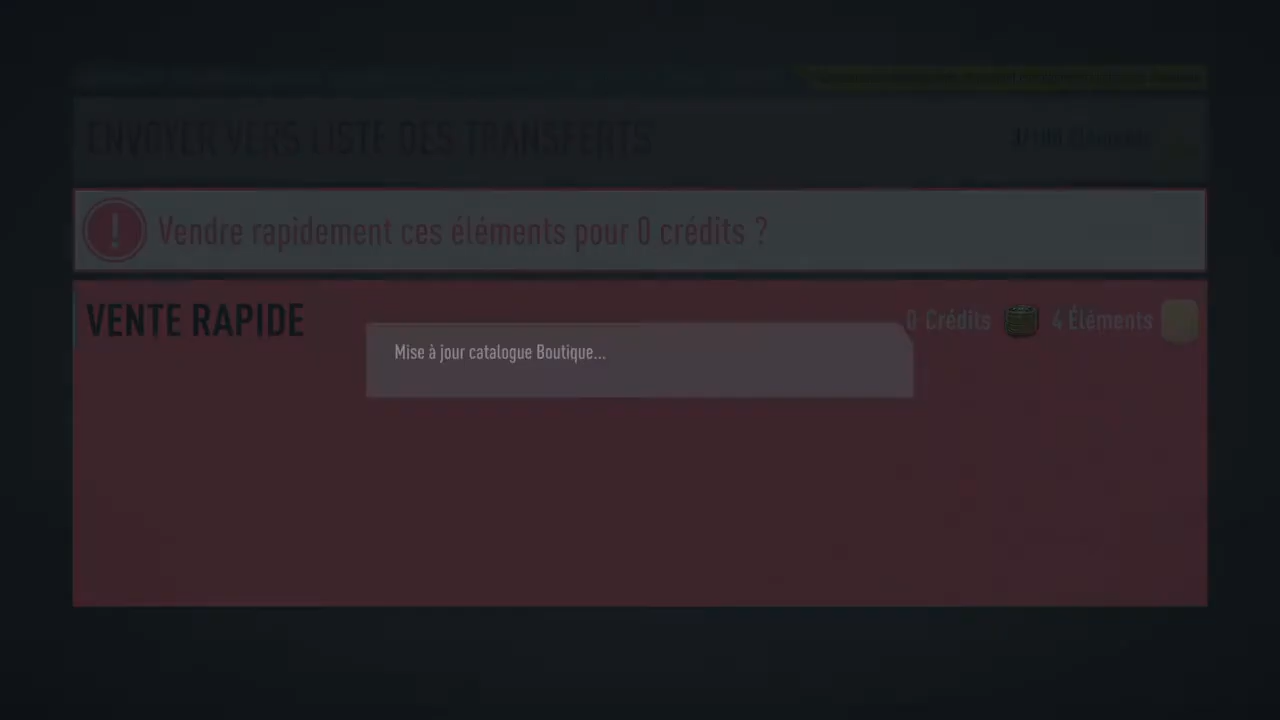 ENVOYER VERS LISTE DES TRANSFERTS
Éléments
Vendre rapidement ces éléments pour 0 crédits ?
VENTE RAPIDE
0 Crédits
4 Éléments
Mise à jour catalogue Boutique...